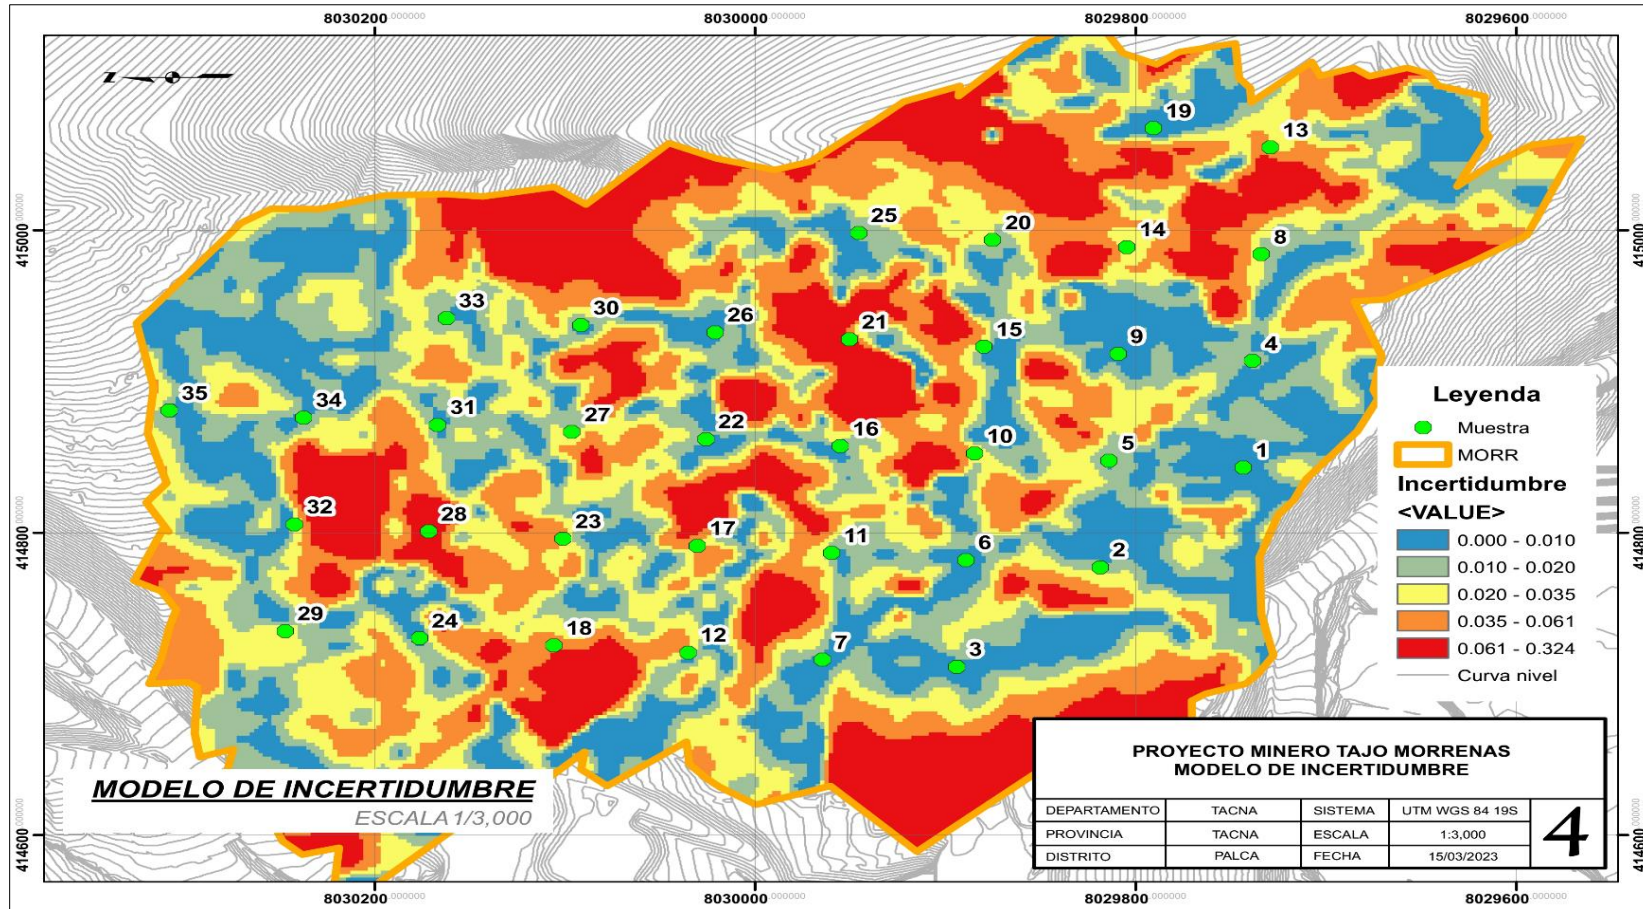 8030200.000000 8030000.000000 8029800.000000 8029600.000000
Z
19
13
415000.000000 415000.000000
25
20
14
8
33
30
26
21
15
9
4
35
34
31
27
22
16
10
5
1
32
28
23
17
11
6
2
414800.000000 414800.000000
29
24
18
12
7
3
Leyenda
Muestra
MORR
Incertidumbre
<VALUE>
0.000 - 0.010
0.010 - 0.020
0.020 - 0.035
0.035 - 0.061
0.061 - 0.324
Curva nivel
MODELO DE INCERTIDUMBRE
ESCALA 1/3,000
PROYECTO MINERO TAJO MORRENAS
MODELO DE INCERTIDUMBRE
DEPARTAMENTO TACNA SISTEMA UTM WGS 84 19S
PROVINCIA TACNA ESCALA 1:3,000
DISTRITO PALCA FECHA 15/03/2023
4
414600.000000 414600.000000
8030200.000000 8030000.000000 8029800.000000 8029600.000000